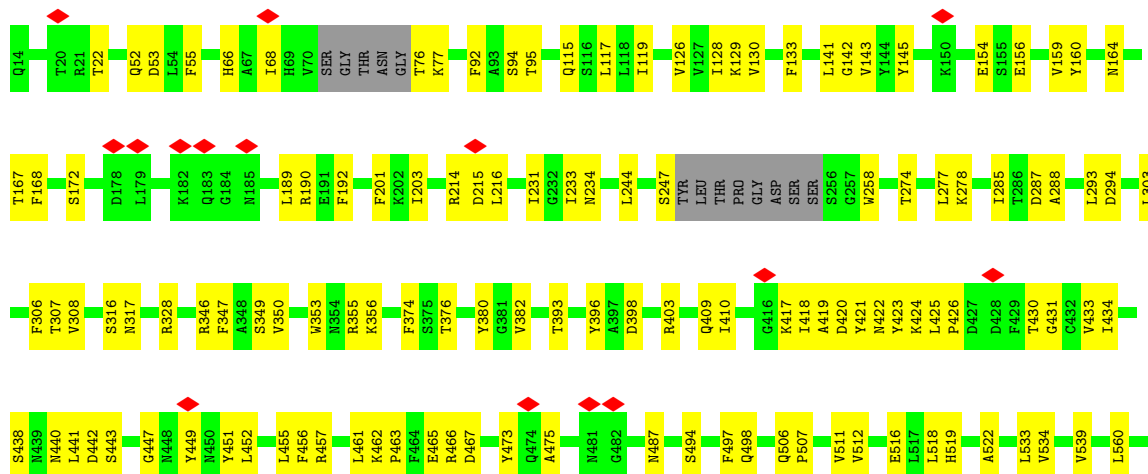 Q14 T20 R21 T22 Q52 D53 L54 F55 H66 A67 I68 H69 V70 SER GLY THR ASN GLY T76 K77 F92 A93 S94 T95 Q115 S116 L117 L118 I119 V126 V127 I128 K129 V130 F133 L141 G142 V143 Y144 Y145 K150 E154 S155 E156 V159 Y160 N164
T167 F168 S172 D178 L179 K182 Q183 G184 N185 L189 R190 E191 F192 F201 K202 I203 R214 D215 L216 I231 G232 I233 N234 L244 S247 TYR LEU THR PRO GLY ASP SER SER S256 G257 W258 T274 L277 K278 I285 T286 D287 A288 L293 D294 L303
F306 T307 V308 S316 N317 R328 R346 F347 A348 S349 V350 W353 N354 R355 K356 F374 S375 T376 Y380 G381 V382 T393 Y396 A397 D398 R403 Q409 I410 G416 K417 I418 A419 D420 Y421 N422 Y423 K424 L425 P426 D427 D428 F429 T430 G431 C432 V433 I434
S438 N439 N440 L441 D442 S443 G447 N448 Y449 N450 Y451 L452 L455 F456 R457 L461 K462 P463 F464 E465 R466 D467 Y473 Q474 A475 N481 G482 N487 S494 F497 Q498 Q506 P507 V511 V512 E516 L517 L518 H519 A522 L533 V534 V539 L560